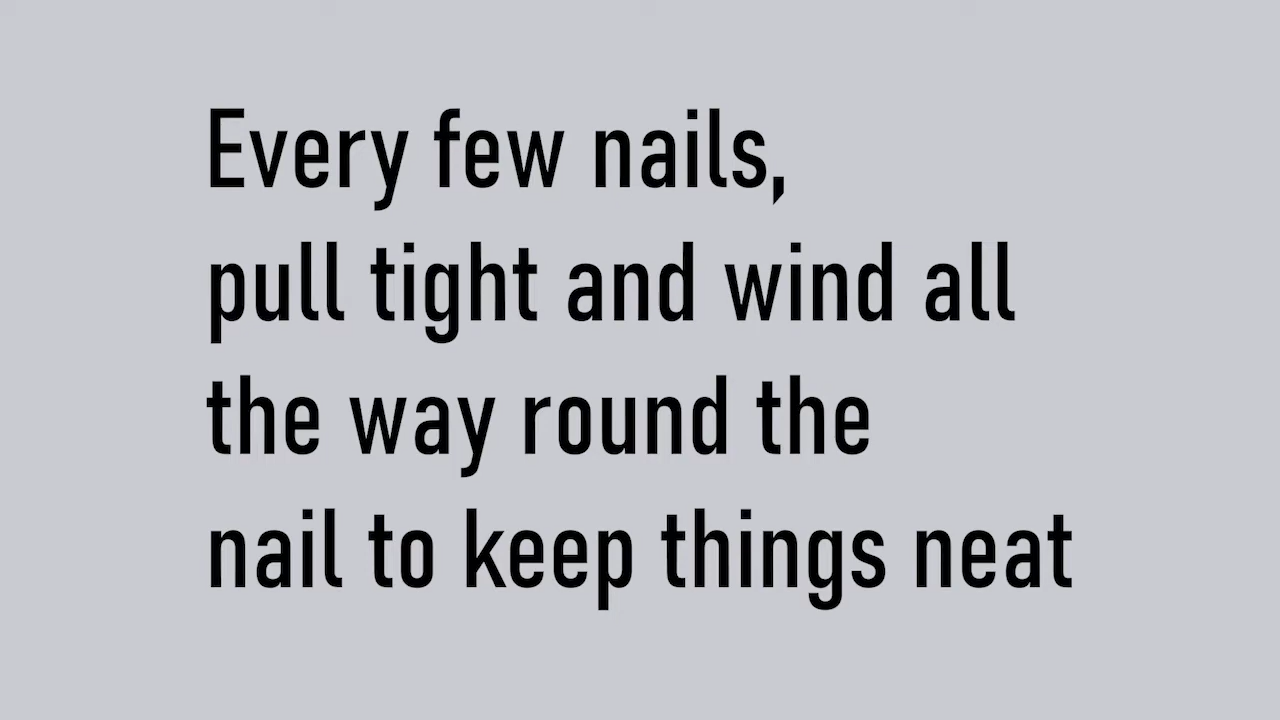 Every few nails,
pull tight and wind all
the way round the
nail to keep things neat